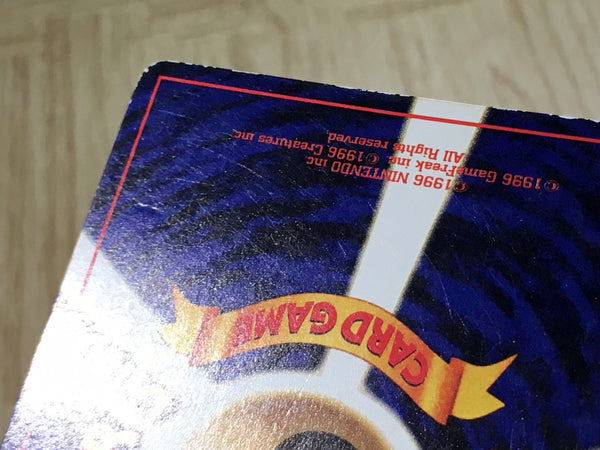 CARD GAME
©1996 NINTENDO inc.
©1996 GameFreak inc. ©1996 Creatures inc.
All Rights reserved.